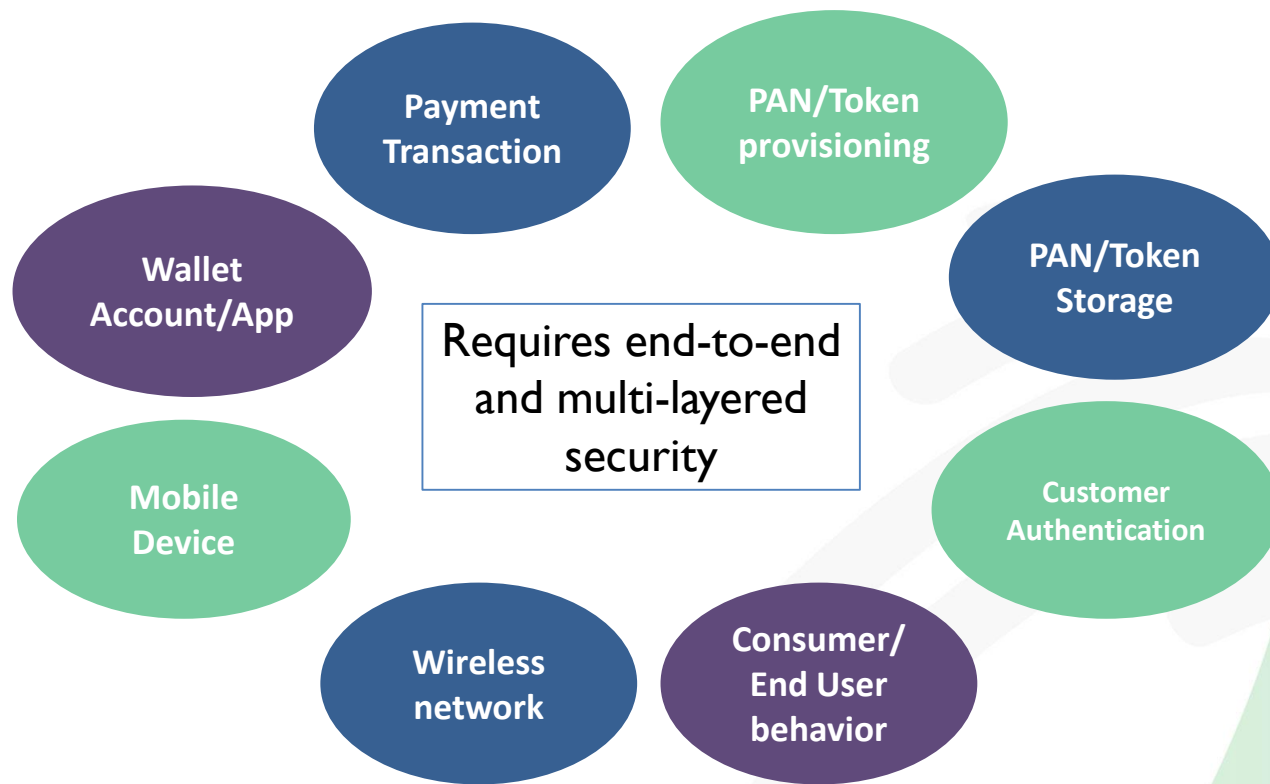 Payment
Transaction
PAN/Token
provisioning
Wallet
Account/App
PAN/Token
Storage
Requires end-to-end
and multi-layered
security
Mobile
Device
Customer
Authentication
Wireless
network
Consumer/
End User
behavior